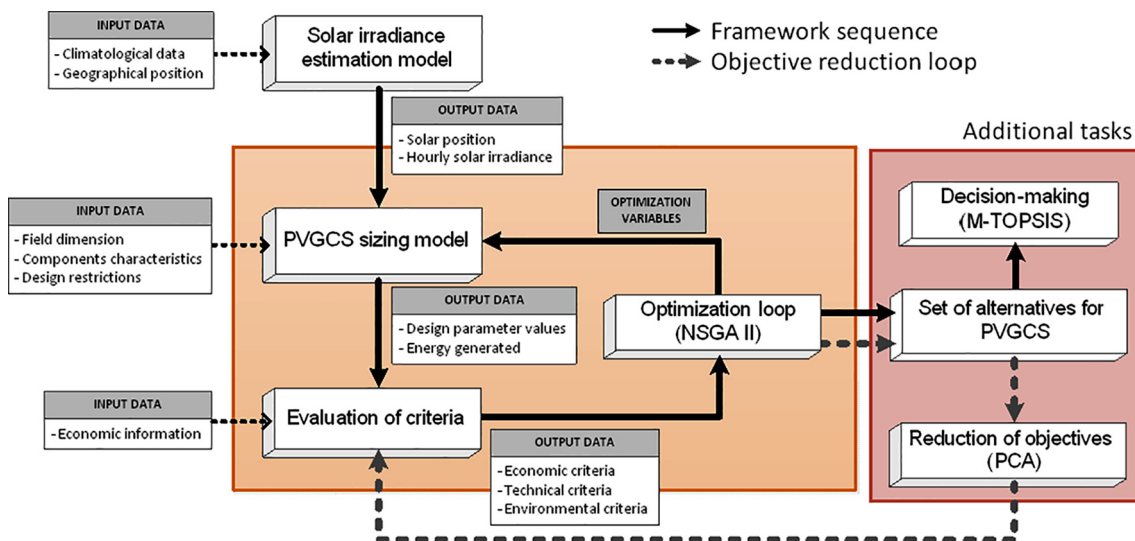 INPUT DATA
- Climatological data
- Geographical position
Solar irradiance
estimation model
Framework sequence
Objective reduction loop
OUTPUT DATA
- Solar position
- Hourly solar irradiance
Additional tasks
INPUT DATA
- Field dimension
- Components characteristics
- Design restrictions
PVGCS sizing model
OPTIMIZATION
VARIABLES
Decision-making
(M-TOPSIS)
OUTPUT DATA
- Design parameter values
- Energy generated
Optimization loop
(NSGA II)
Set of alternatives for
PVGCS
INPUT DATA
-Economic information
Evaluation of criteria
OUTPUT DATA
-Economic criteria
-Technical criteria
-Environmental criteria
Reduction of objectives
(PCA)